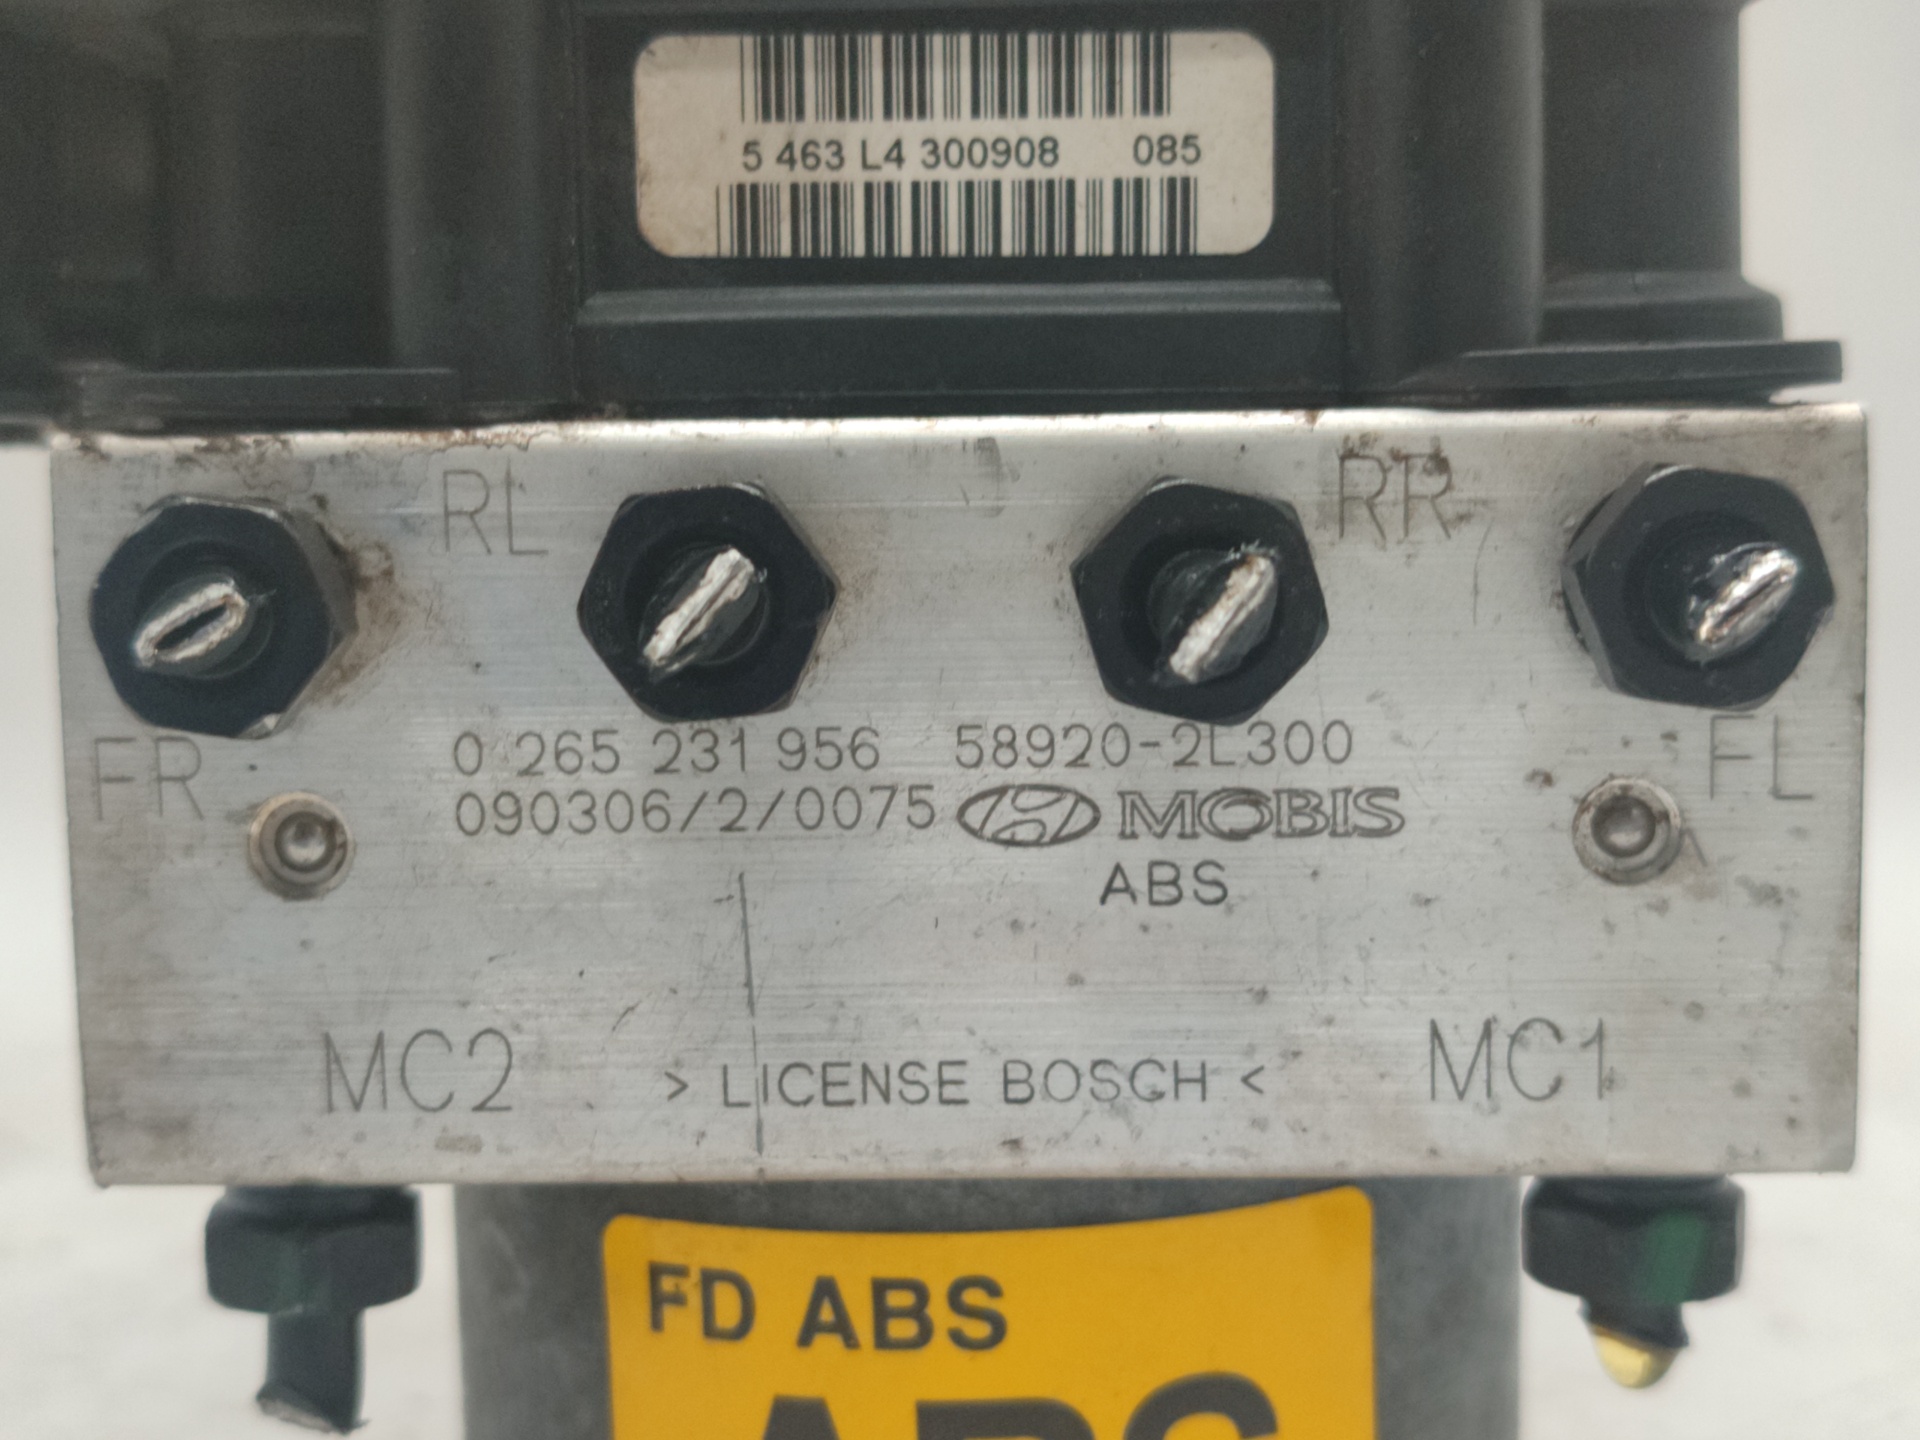 5 463 L4 300908 085
RL RR
FR FL
0 265 231 956 58920-2L300
090306/2/0075 MOBIS
ABS
MC2 > LICENSE BOSCH < MC1
FD ABS
ABS